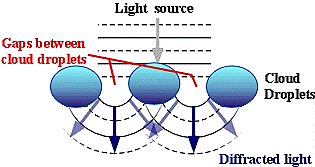 Light source
Gaps between
cloud droplets
Cloud
Droplets
Diffracted light